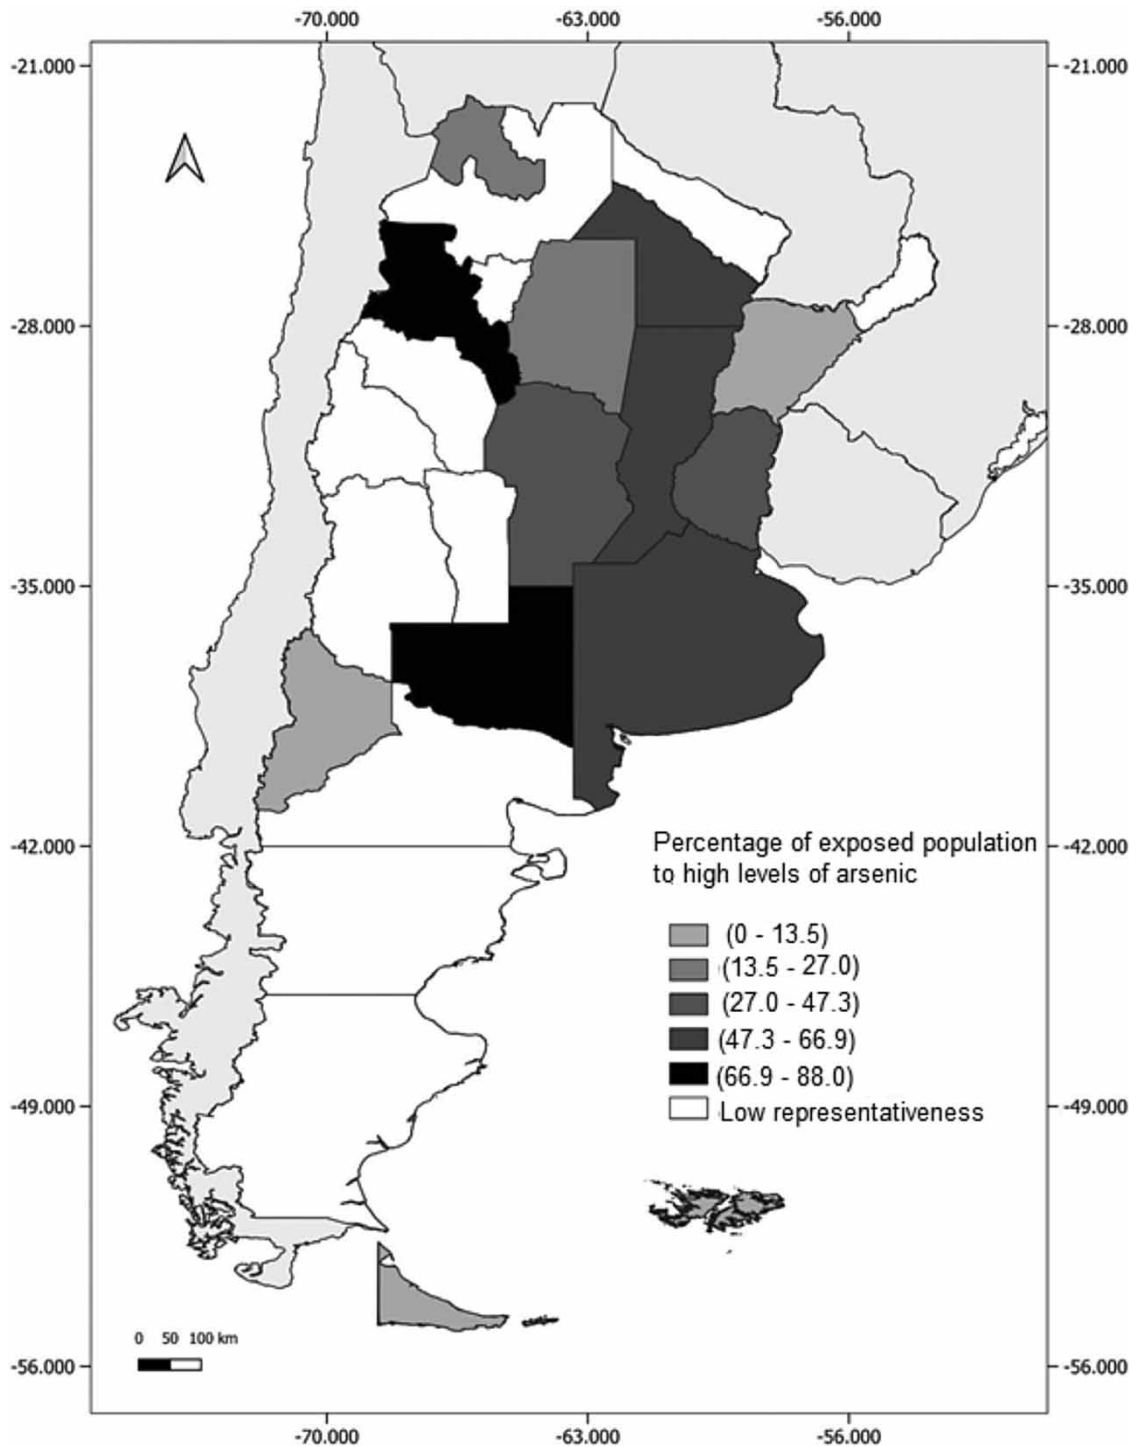 -70.000 -63.000 -56.000
-21.000 -21.000
-28.000 -28.000
-35.000 -35.000
-42.000 -42.000
Percentage of exposed population
to high levels of arsenic
(0 - 13.5)
(13.5 - 27.0)
(27.0 - 47.3)
(47.3 - 66.9)
(66.9 - 88.0)
Low representativeness
-49.000 -49.000
0 50 100 km
-56.000 -56.000
-70.000 -63.000 -56.000